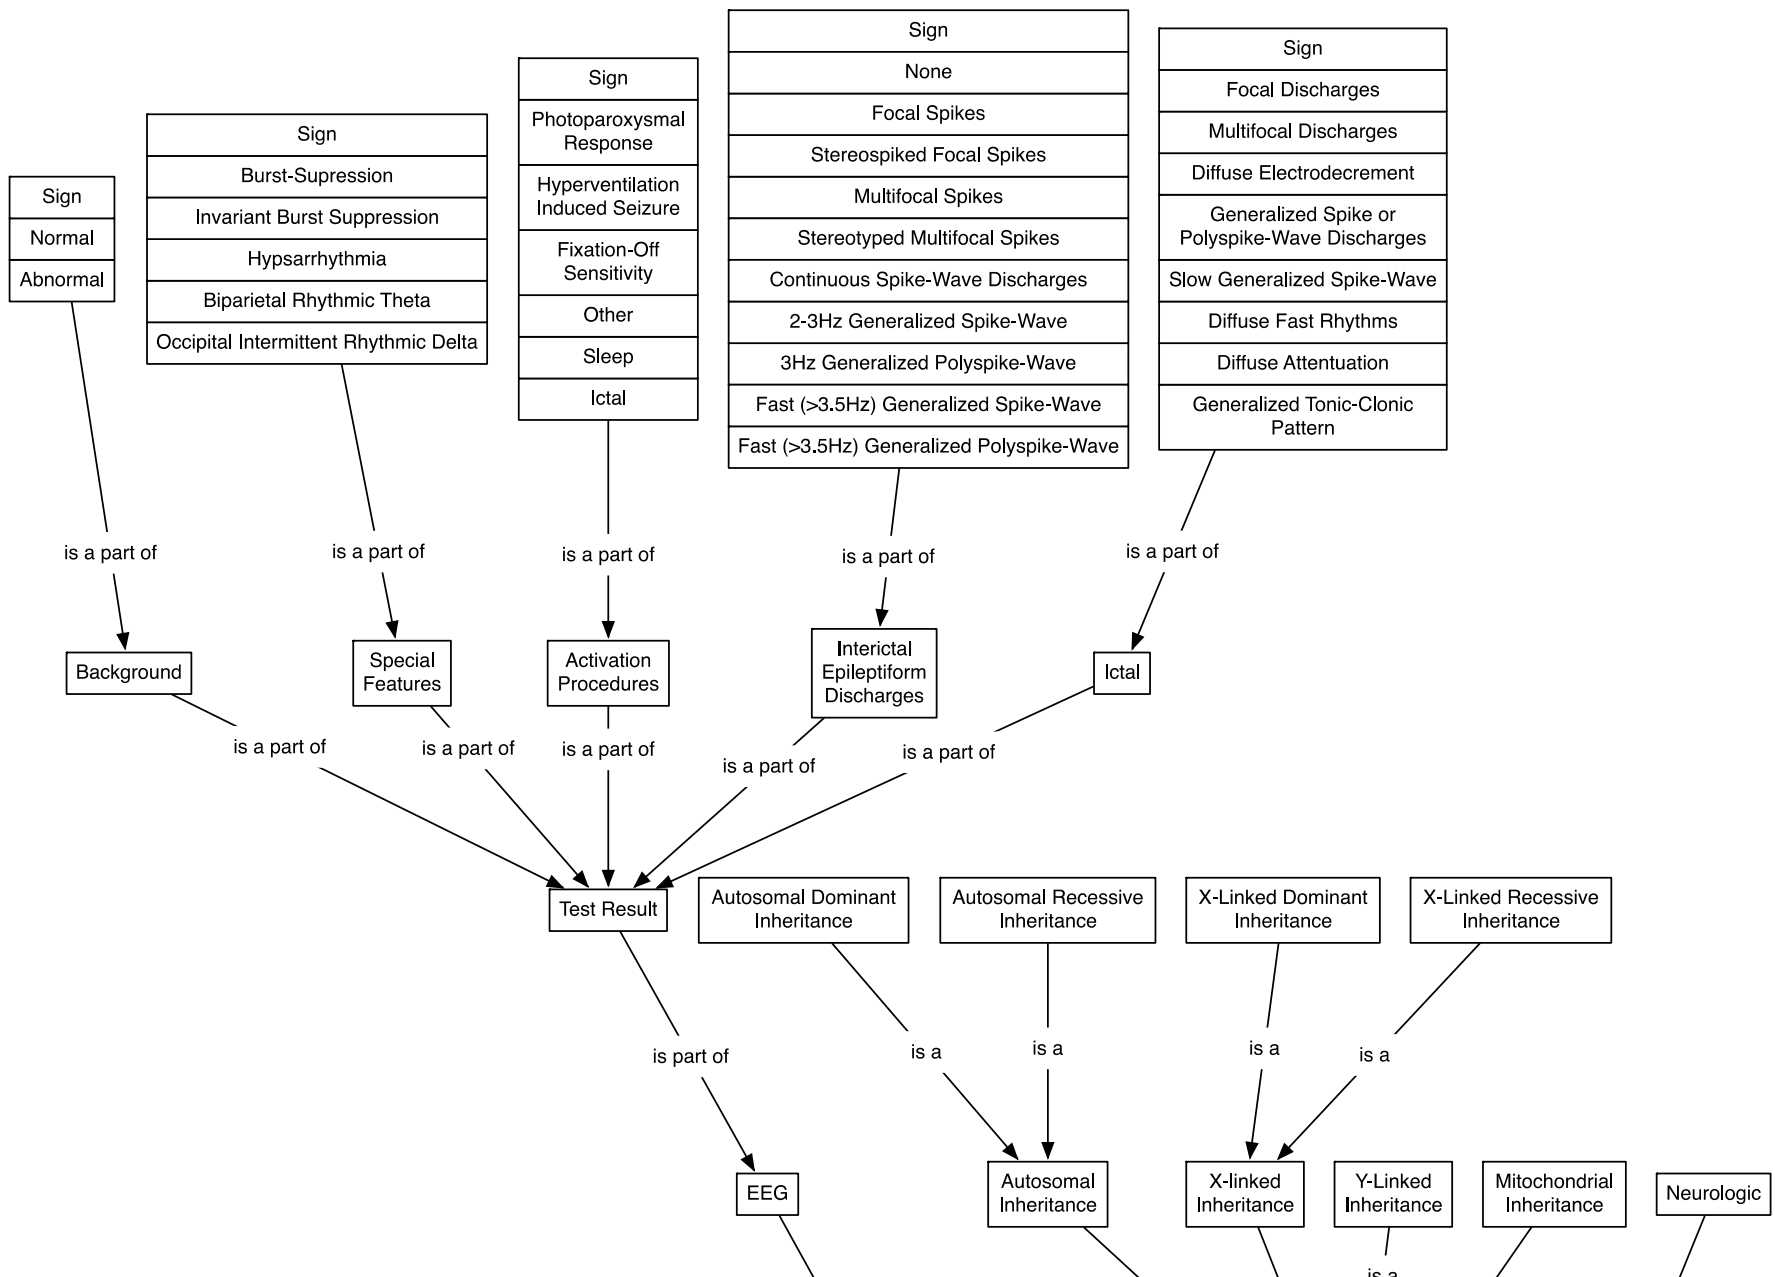 Sign
Normal
Abnormal
Sign
Burst-Supression
Invariant Burst Suppression
Hypsarrhythmia
Biparietal Rhythmic Theta
Occipital Intermittent Rhythmic Delta
Sign
Photoparoxysmal
Response
Hyperventilation
Induced Seizure
Fixation-Off
Sensitivity
Other
Sleep
Ictal
Sign
None
Focal Spikes
Stereospiked Focal Spikes
Multifocal Spikes
Stereotyped Multifocal Spikes
Continuous Spike-Wave Discharges
2-3Hz Generalized Spike-Wave
3Hz Generalized Polyspike-Wave
Fast (>3.5Hz) Generalized Spike-Wave
Fast (>3.5Hz) Generalized Polyspike-Wave
Sign
Focal Discharges
Multifocal Discharges
Diffuse Electrodecrement
Generalized Spike or
Polyspike-Wave Discharges
Slow Generalized Spike-Wave
Diffuse Fast Rhythms
Diffuse Attentuation
Generalized Tonic-Clonic
Pattern
is a part of
is a part of
is a part of
is a part of
is a part of
Background
Special
Features
Activation
Procedures
Interictal
Epileptiform
Discharges
Ictal
is a part of
is a part of
is a part of
is a part of
is a part of
Test Result
Autosomal Dominant
Inheritance
Autosomal Recessive
Inheritance
X-Linked Dominant
Inheritance
X-Linked Recessive
Inheritance
is part of
is a
is a
is a
is a
EEG
Autosomal
Inheritance
X-linked
Inheritance
Y-Linked
Inheritance
Mitochondrial
Inheritance
Neurologic
is a